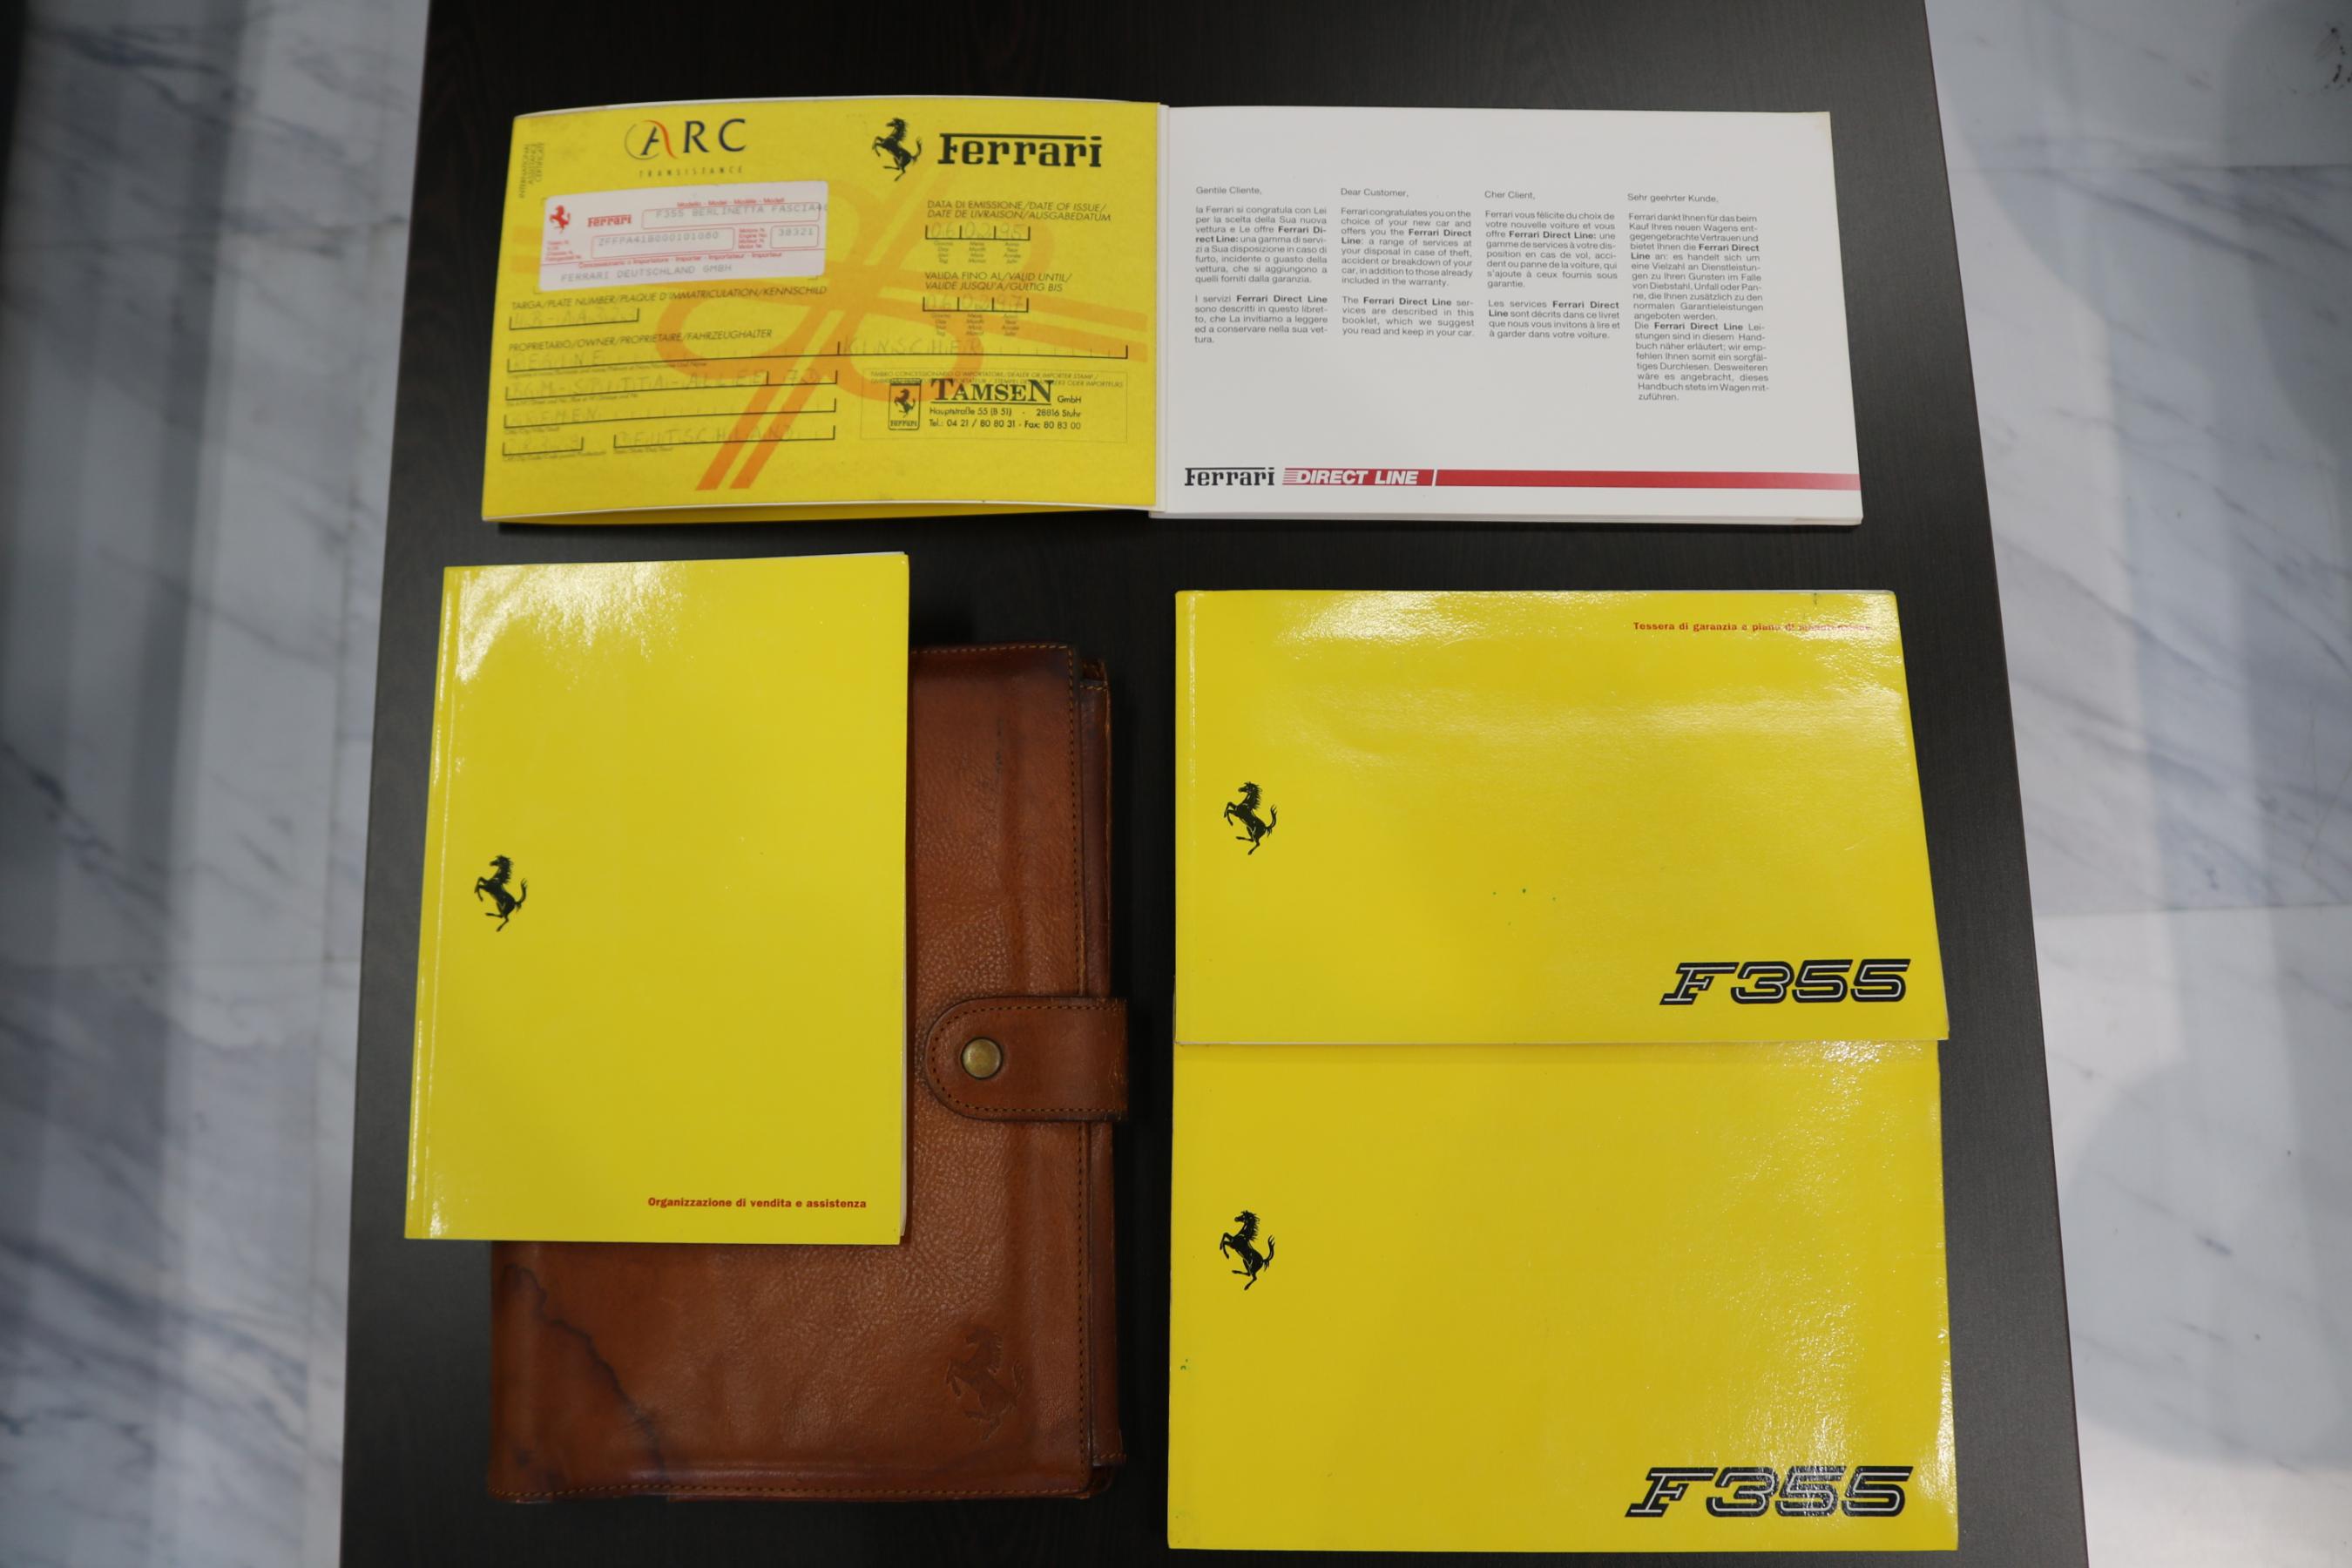 ARC
TRANSISTANCE
Ferrari
Modello - Model - Modèle - Modell
Ferrari
F355 BERLINETTA FASCIA
ZFFPA41B000101080
38321
FERRARI DEUTSCHLAND GMBH
TARGA/PLATE NUMBER/PLAQUE D'IMMATRICULATION/KENNSCHILD
PROPRIETARIO/OWNER/PROPRIETAIRE/FAHRZEUGHALTER
BREMEN
DEUTSCHLAND
DATA DI EMISSIONE/DATE OF ISSUE/
DATE DE LIVRAISON/AUSGABEDATUM
06 02 95
VALIDA FINO AL/VALID UNTIL/
VALIDE JUSQU'A/GÜLTIG BIS
06 02 97
TAMSEN GmbH
FERRARI
Hauptstraße 55 (B 51) - 28816 Stuhr
Tel.: 04 21 / 80 80 31 - Fax: 80 83 00
Gentile Cliente,
la Ferrari si congratula con Lei
per la scelta della Sua nuova
vettura e Le offre Ferrari Di-
rect Line: una gamma di servi-
zi a Sua disposizione in caso di
furto, incidente o guasto della
vettura, che si aggiungono a
quelli forniti dalla garanzia.
I servizi Ferrari Direct Line
sono descritti in questo libret-
to, che La invitiamo a leggere
ed a conservare nella sua vet-
tura.
Dear Customer,
Ferrari congratulates you on the
choice of your new car and
offers you the Ferrari Direct
Line: a range of services at
your disposal in case of theft,
accident or breakdown of your
car, in addition to those already
included in the warranty.
The Ferrari Direct Line ser-
vices are described in this
booklet, which we suggest
you read and keep in your car.
Cher Client,
Ferrari vous félicite du choix de
votre nouvelle voiture et vous
offre Ferrari Direct Line: une
gamme de services à votre dis-
position en cas de vol, acci-
dent ou panne de la voiture, qui
s'ajoute à ceux fournis sous
garantie.
Les services Ferrari Direct
Line sont décrits dans ce livret
que nous vous invitons à lire et
à garder dans votre voiture.
Sehr geehrter Kunde,
Ferrari dankt Ihnen für das beim
Kauf Ihres neuen Wagens ent-
gegengebrachte Vertrauen und
bietet Ihnen die Ferrari Direct
Line an: es handelt sich um
eine Vielzahl an Dienstleistun-
gen zu Ihren Gunsten im Falle
von Diebstahl, Unfall oder Pan-
ne, die Ihnen zusätzlich zu den
normalen Garantieleistungen
angeboten werden.
Die Ferrari Direct Line Lei-
stungen sind in diesem Hand-
buch näher erläutert; wir emp-
fehlen Ihnen somit ein sorgfäl-
tiges Durchlesen. Desweiteren
wäre es angebracht, dieses
Handbuch stets im Wagen mit-
zuführen.
Ferrari DIRECT LINE
Organizzazione di vendita e assistenza
Tessera di garanzia e piano di
F355
F355